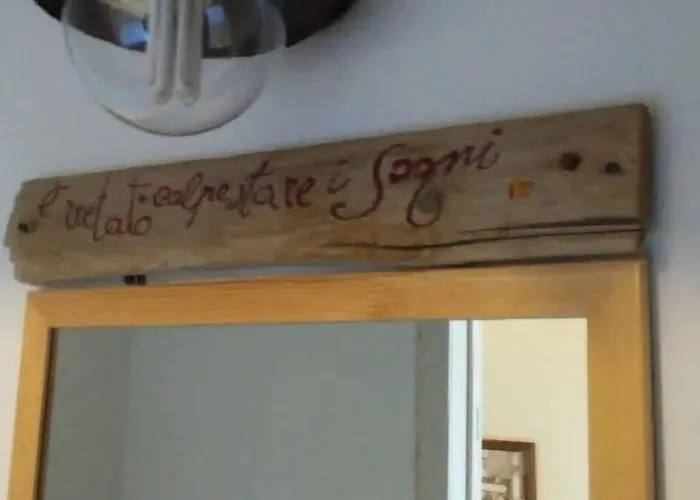 è vietato calpestare i Sogni